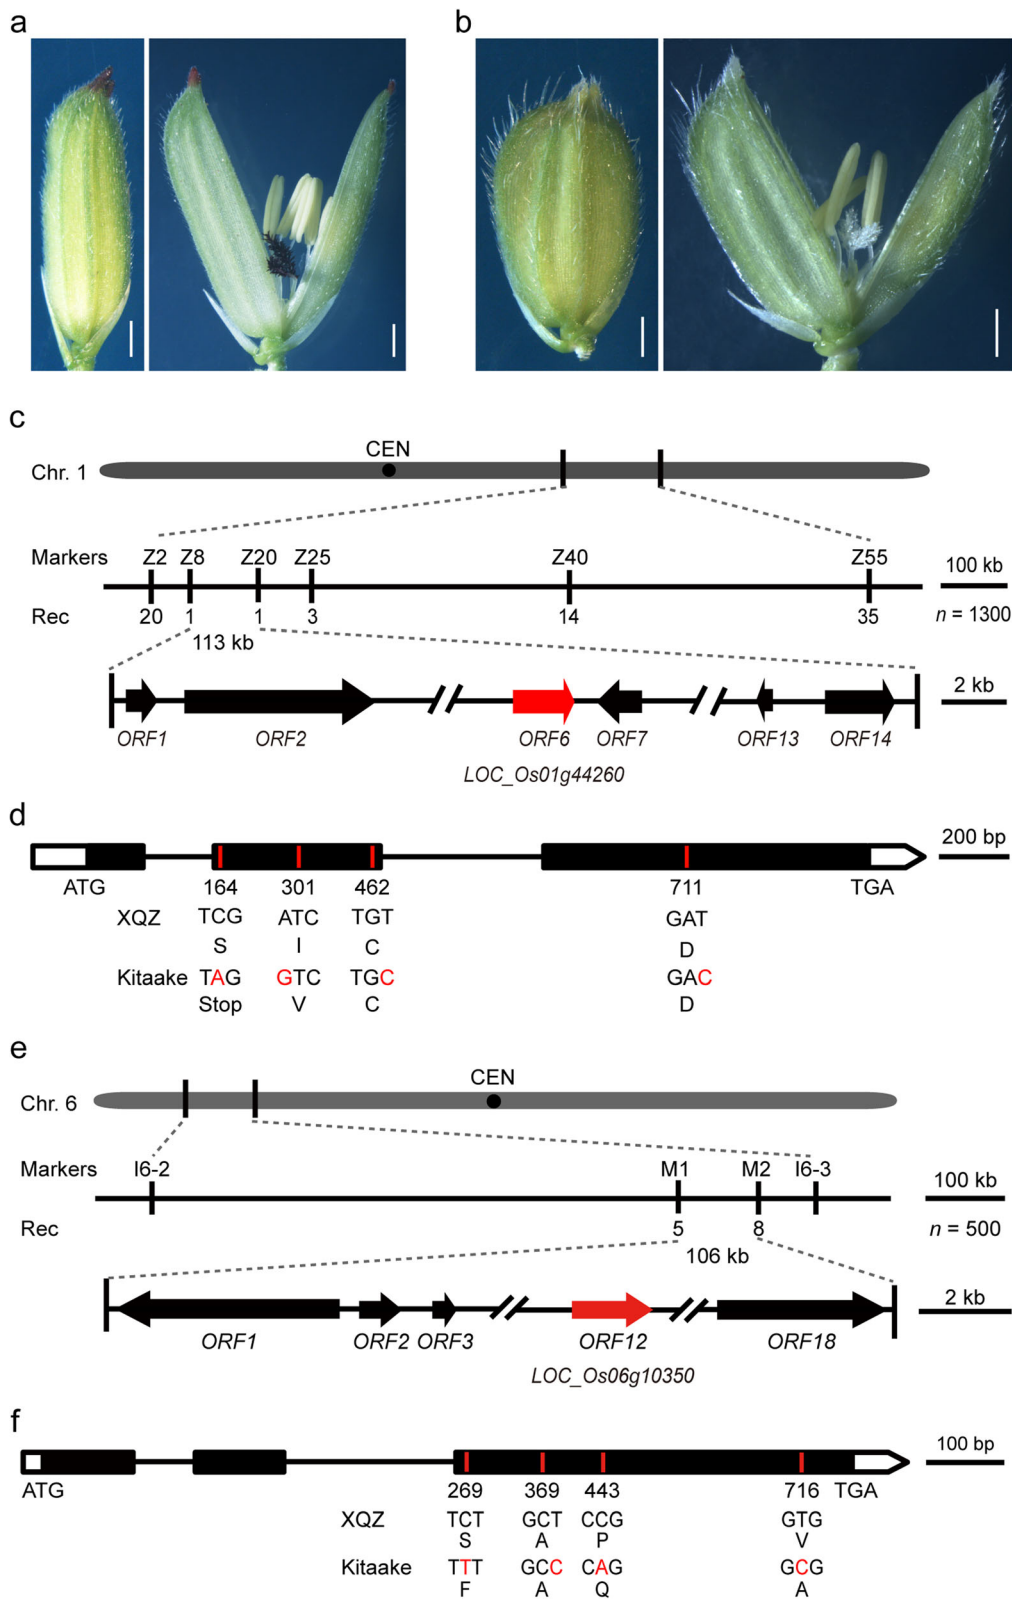 a b
c
CEN
Chr. 1
Markers Z2 Z8 Z20 Z25 Z40 Z55 100 kb
Rec 20 1 1 3 14 35 n = 1300
113 kb
2 kb
ORF1 ORF2 ORF6 ORF7 ORF13 ORF14
LOC_Os01g44260
d
200 bp
ATG 164 301 462 711 TGA
XQZ TCG ATC TGT GAT
S I C D
Kitaake TAG GTC TGC GAC
Stop V C D
e
CEN
Chr. 6
Markers I6-2 M1 M2 I6-3 100 kb
Rec 5 8 n = 500
106 kb
2 kb
ORF1 ORF2 ORF3 ORF12 ORF18
LOC_Os06g10350
f
100 bp
ATG 269 369 443 716 TGA
XQZ TCT GCT CCG GTG
S A P V
Kitaake TTT GCC CAG GCG
F A Q A